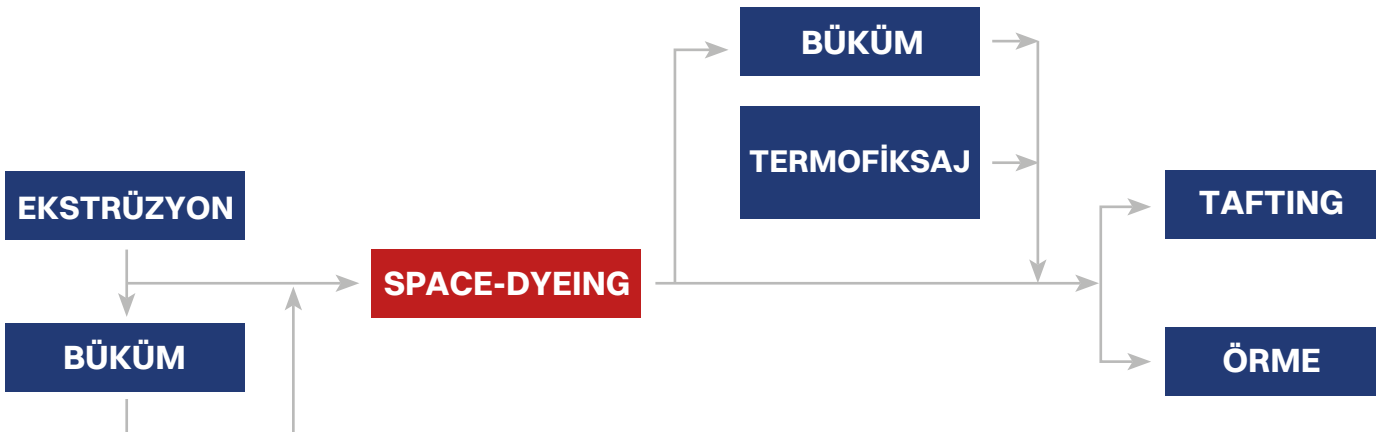 BÜKÜM
TERMOFİKSAJ
EKSTRÜZYON
TAFTING
SPACE-DYEING
BÜKÜM
ÖRME